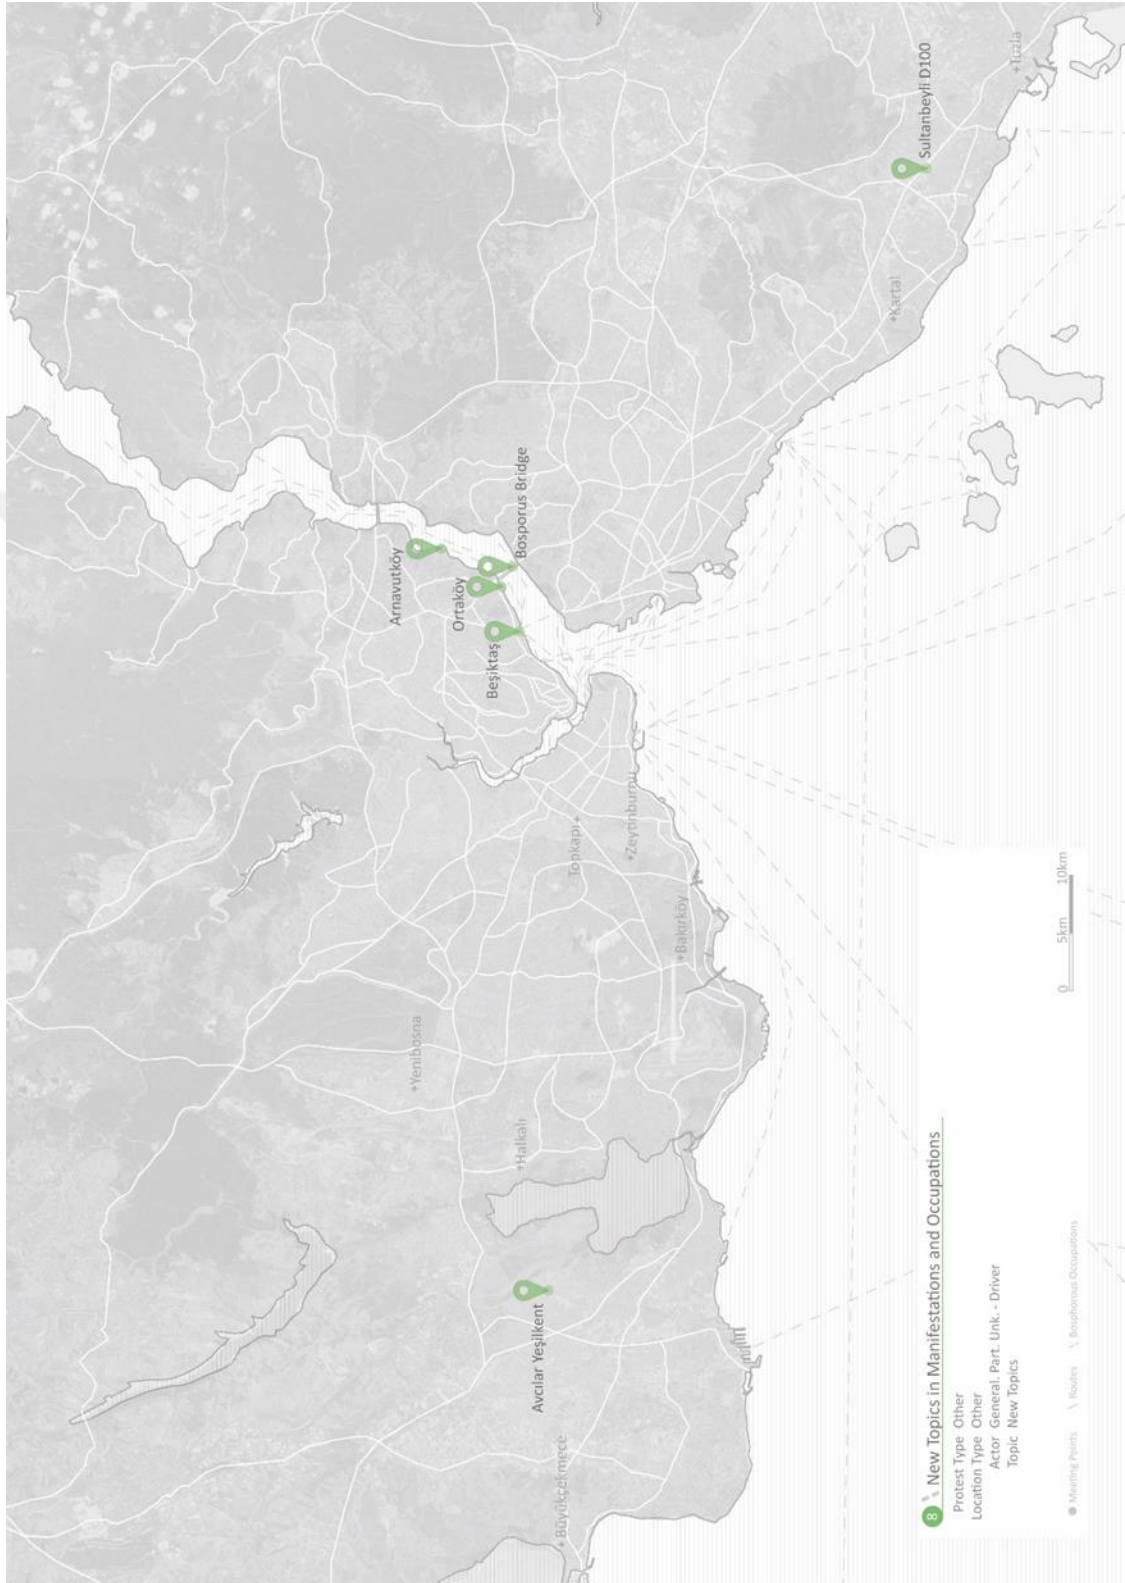 +Tuzla
Sultanbeyli D100
+Kartal
Bosporus Bridge
Arnavutköy
Ortaköy
Beşiktaş
+Zeytinburnu
Topkapı+
+Bakırköy
+Yenibosna
+Halkalı
Avcılar Yeşilkent
+Büyükçekmece
8 New Topics in Manifestations and Occupations
Protest Type Other
Location Type Other
Actor General. Part. Unk. - Driver
Topic New Topics
Meeting Points Routes Bosphorous Occupations
0 5km 10km